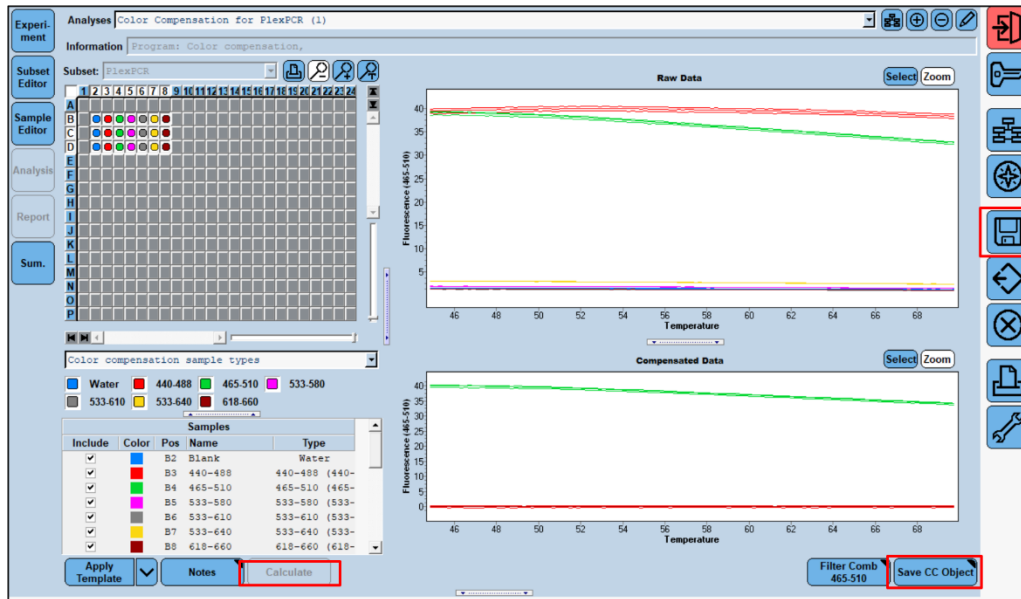 Experi-
ment
Analyses Color Compensation for PlexPCR (1)
Information Program: Color compensation,
Subset
Editor
Subset: PlexPCR
Sample
Editor
Analysis
Report
Sum.
1 2 3 4 5 6 7 8 9 10 11 12 13 14 15 16 17 18 19 20 21 22 23 24
A
B
C
D
E
F
G
H
I
J
K
L
M
N
O
P
Raw Data
Select Zoom
Fluorescence (465-510)
40
35
30
25
20
15
10
5
46 48 50 52 54 56 58 60 62 64 66 68
Temperature
Color compensation sample types
Water 440-488 465-510 533-580
533-610 533-640 618-660
Samples
Include Color Pos Name Type
B2 Blank Water
B3 440-488 440-488 (440-
B4 465-510 465-510 (465-
B5 533-580 533-580 (533-
B6 533-610 533-610 (533-
B7 533-640 533-640 (533-
B8 618-660 618-660 (618-
Compensated Data
Select Zoom
Fluorescence (465-510)
40
35
30
25
20
15
10
5
0
46 48 50 52 54 56 58 60 62 64 66 68
Temperature
Apply
Template
Notes
Calculate
Filter Comb
465-510
Save CC Object